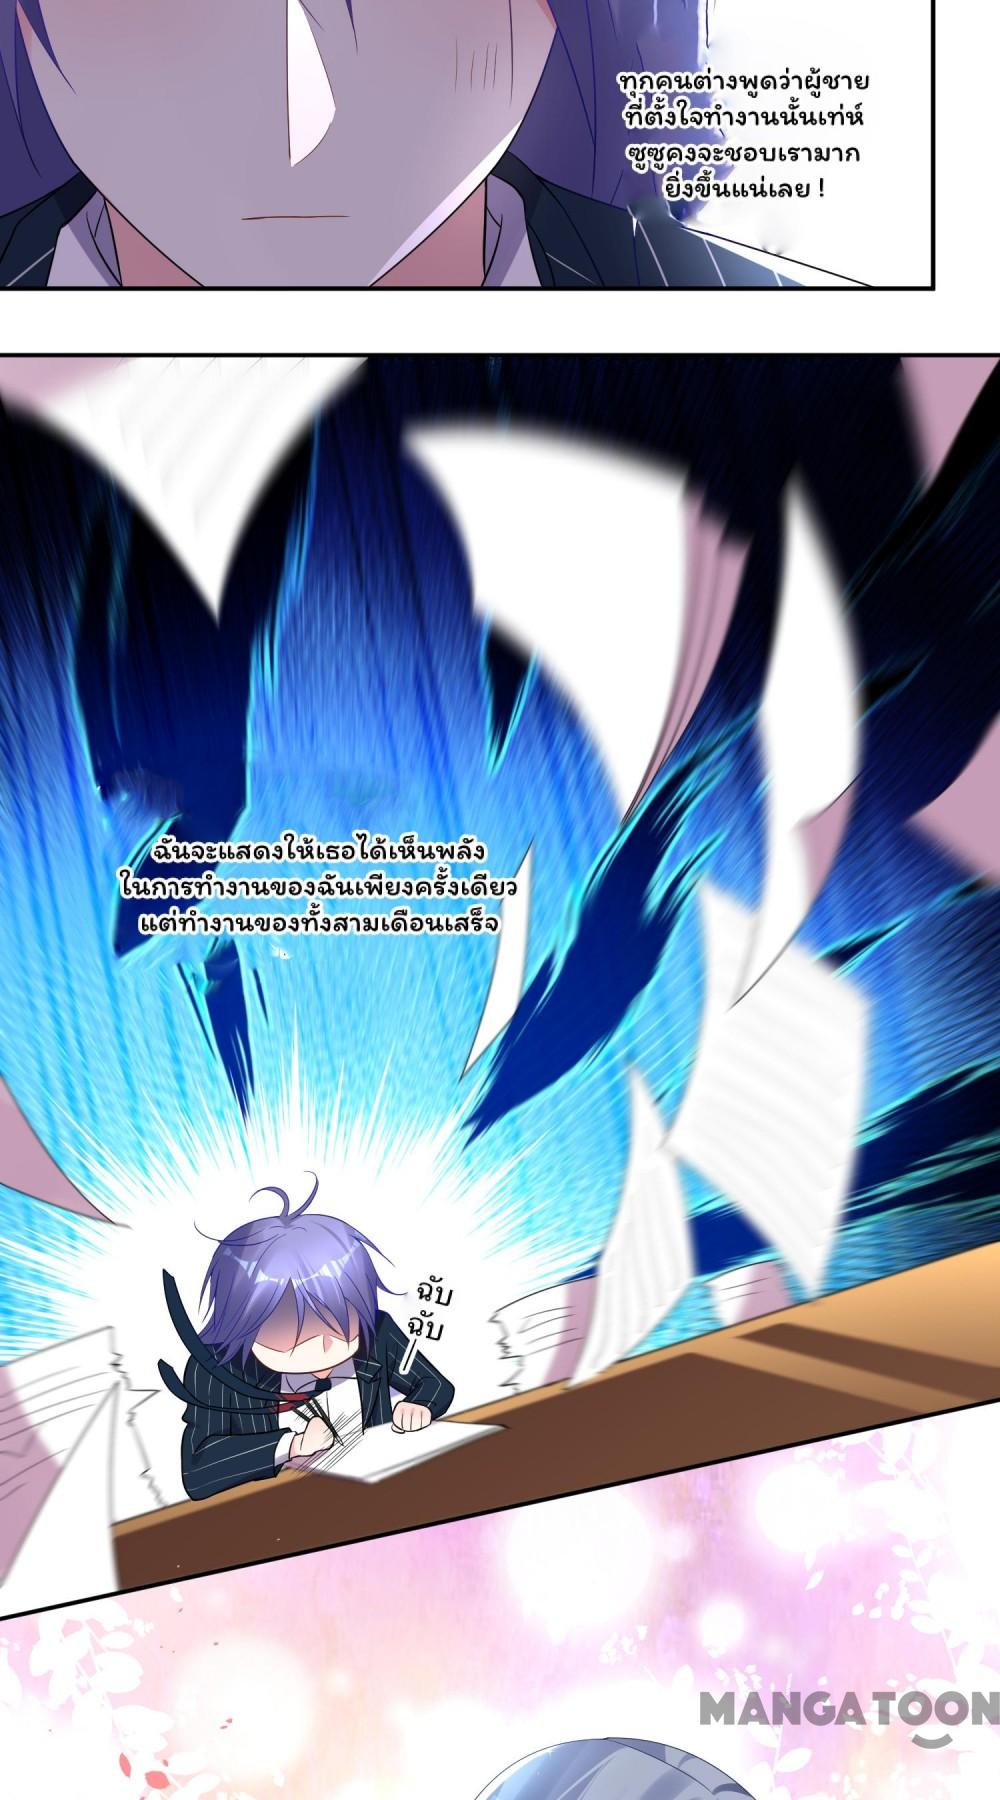 ทุกคนต่างพูดว่าผู้ชาย
ที่ตั้งใจทำงานนั้นเท่ห์
ซูซูคงจะชอบเรามาก
ยิ่งขึ้นแน่เลย !
ฉันจะแสดงให้เธอได้เห็นพลัง
ในการทำงานของฉันเพียงครั้งเดียว
แต่ทำงานของทั้งสามเดือนเสร็จ
ฉับ
ฉับ
MANGATOON